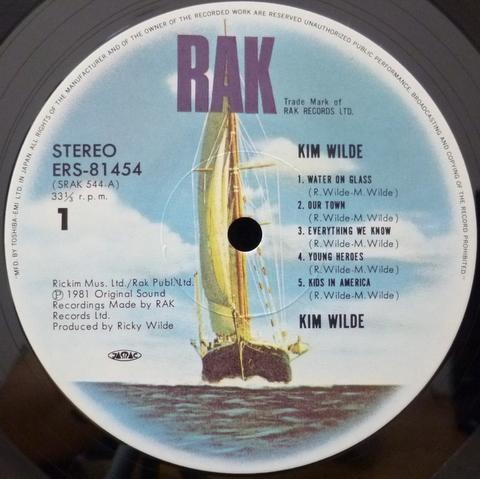 MFD. BY TOSHIBA-EMI LTD. IN JAPAN. ALL RIGHTS OF THE MANUFACTURER AND OF THE OWNER OF THE RECORDED WORK ARE RESERVED UNAUTHORIZED PUBLIC PERFORMANCE, BROADCASTING AND COPYING OF THE RECORD PROHIBITED.
RAK
Trade Mark of
RAK RECORDS LTD.
STEREO
ERS-81454
(SRAK 544-A)
33⅓ r.p.m.
1
KIM WILDE
1. WATER ON GLASS
(R.Wilde-M.Wilde)
2. OUR TOWN
(R.Wilde-M.Wilde)
3. EVERYTHING WE KNOW
(R.Wilde-M.Wilde)
4. YOUNG HEROES
(R.Wilde-M.Wilde)
5. KIDS IN AMERICA
(R.Wilde-M.Wilde)
KIM WILDE
Rickim Mus. Ltd./Rak Publ. Ltd.
Ⓟ 1981 Original Sound
Recordings Made by RAK
Records Ltd.
Produced by Ricky Wilde
JASRAC